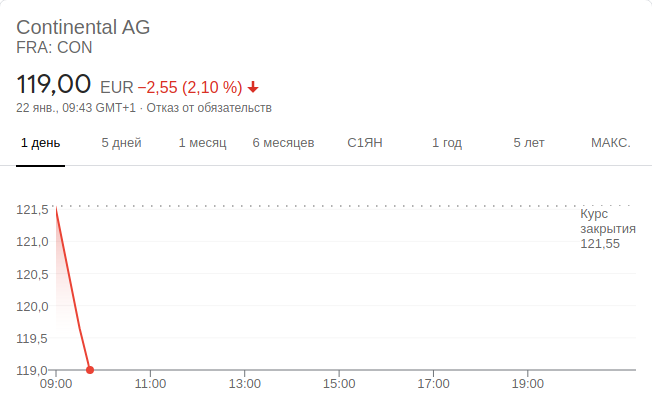 Continental AG
FRA: CON
119,00 EUR −2,55 (2,10 %)
22 янв., 09:43 GMT+1 · Отказ от обязательств
1 день 5 дней 1 месяц 6 месяцев С1ЯН 1 год 5 лет МАКС.
121,5
Курс
закрытия
121,55
121,0
120,5
120,0
119,5
119,0
09:00 11:00 13:00 15:00 17:00 19:00